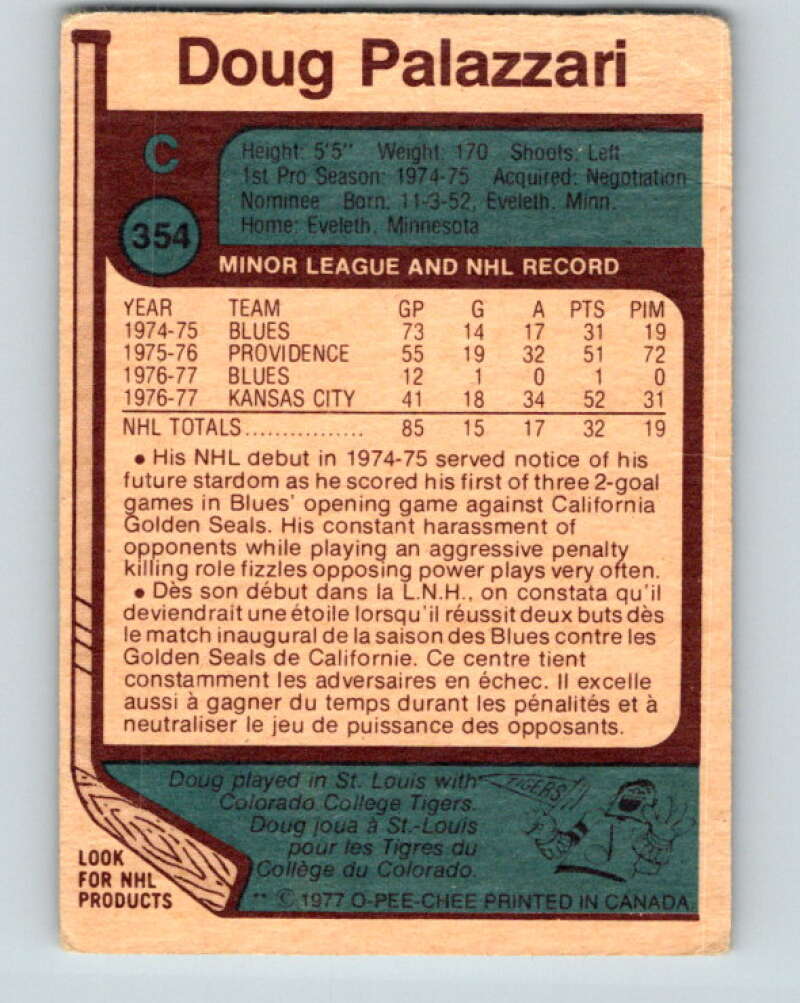 Doug Palazzari
C
354
Height: 5'5" Weight: 170 Shoots: Left
1st Pro Season: 1974-75 Acquired: Negotiation
Nominee Born: 11-3-52, Eveleth, Minn.
Home: Eveleth, Minnesota
MINOR LEAGUE AND NHL RECORD
YEAR TEAM GP G A PTS PIM
1974-75 BLUES 73 14 17 31 19
1975-76 PROVIDENCE 55 19 32 51 72
1976-77 BLUES 12 1 0 1 0
1976-77 KANSAS CITY 41 18 34 52 31
NHL TOTALS................ 85 15 17 32 19
• His NHL debut in 1974-75 served notice of his
future stardom as he scored his first of three 2-goal
games in Blues' opening game against California
Golden Seals. His constant harassment of
opponents while playing an aggressive penalty
killing role fizzles opposing power plays very often.
• Dès son début dans la L.N.H., on constata qu'il
deviendrait une étoile lorsqu'il réussit deux buts dès
le match inaugural de la saison des Blues contre les
Golden Seals de Californie. Ce centre tient
constamment les adversaires en échec. Il excelle
aussi à gagner du temps durant les pénalités et à
neutraliser le jeu de puissance des opposants.
Doug played in St. Louis with
Colorado College Tigers.
Doug joua à St.-Louis
pour les Tigres du
Collège du Colorado.
TIGERS
LOOK
FOR NHL
PRODUCTS
** © 1977 O-PEE-CHEE PRINTED IN CANADA